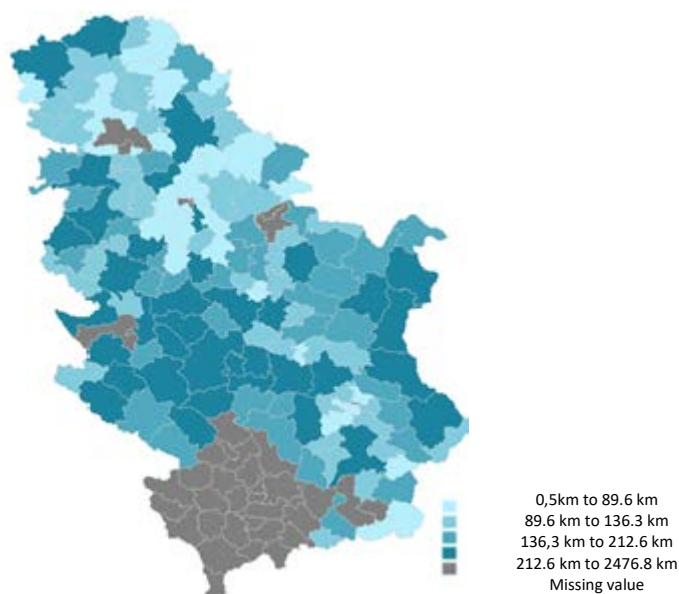 0,5km to 89.6 km
89.6 km to 136.3 km
136,3 km to 212.6 km
212.6 km to 2476.8 km
Missing value